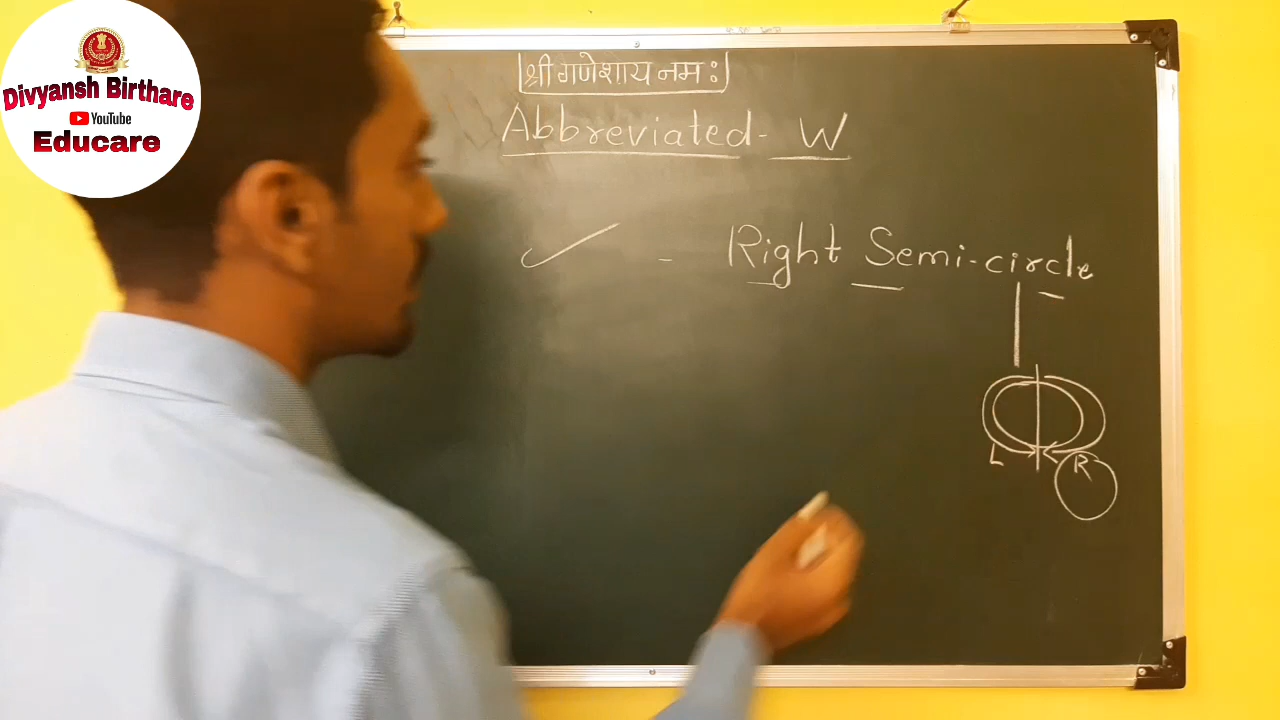 Divyansh Birthare
YouTube
Educare
श्री गणेशाय नमः
Abbreviated- W
- Right Semi-circle
L R